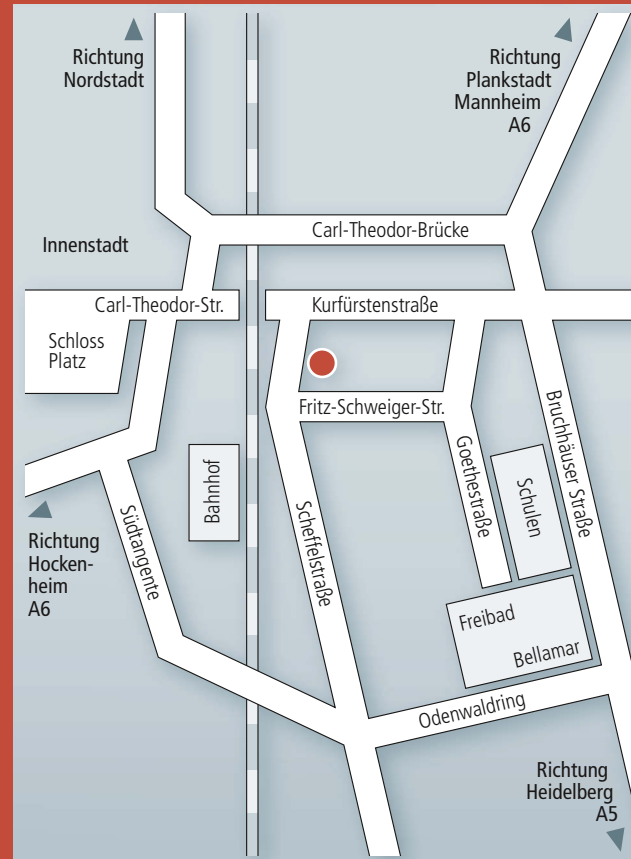 Richtung
Nordstadt
Richtung
Plankstadt
Mannheim
A6
Carl-Theodor-Brücke
Innenstadt
Carl-Theodor-Str.
Kurfürstenstraße
Schloss
Platz
Fritz-Schweiger-Str.
Bruchhäuser Straße
Goethestraße
Bahnhof
Schulen
Scheffelstraße
Südtangente
Richtung
Hocken-
heim
A6
Freibad
Bellamar
Odenwaldring
Richtung
Heidelberg
A5